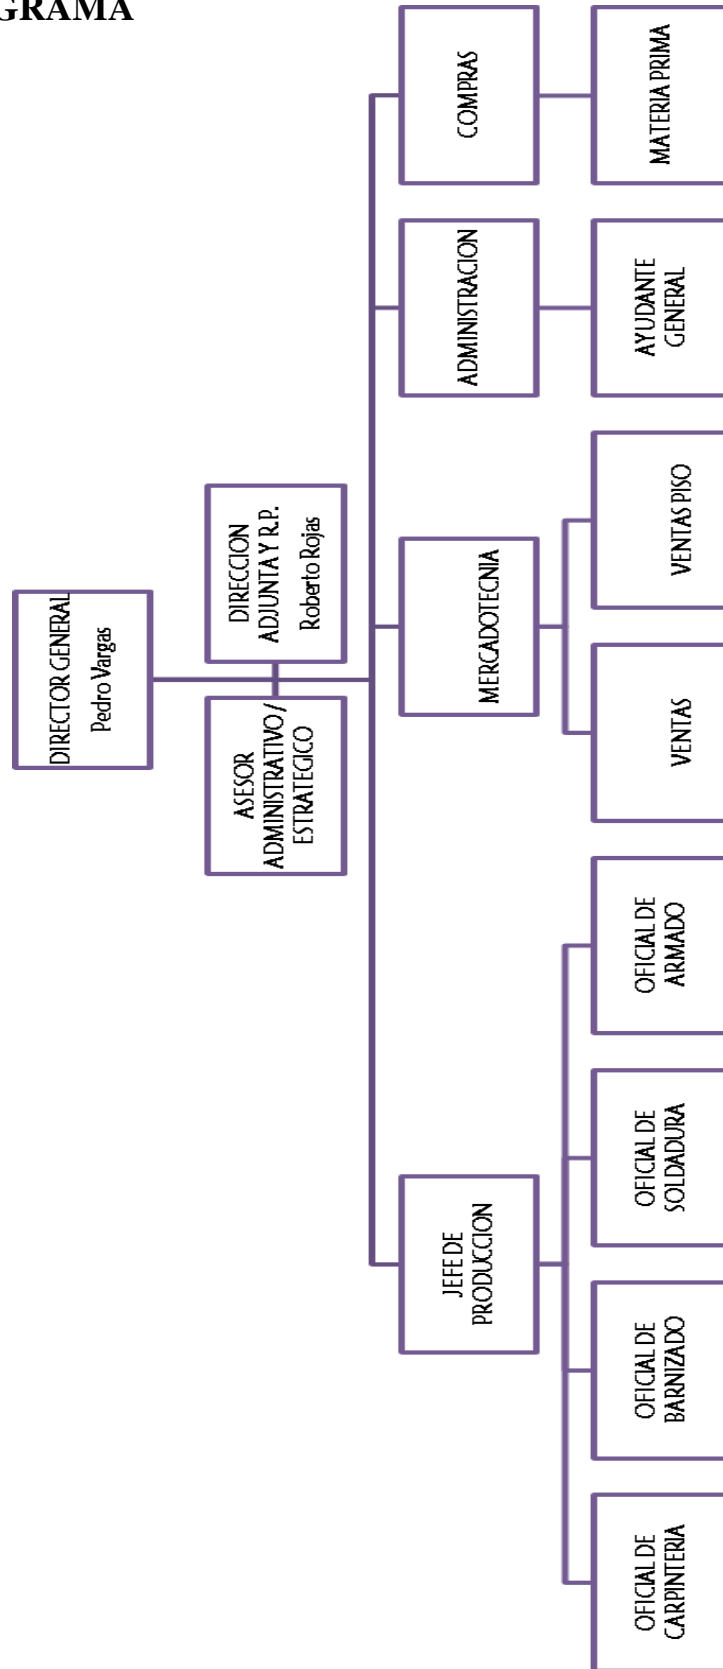 GRAMA
DIRECTOR GENERAL
Pedro Vargas
ASESOR
ADMINISTRATIVO /
ESTRATEGICO
DIRECCION
ADJUNTA Y R.P.
Roberto Rojas
JEFE DE
PRODUCCION
MERCADOTECNIA
ADMINISTRACION
COMPRAS
OFICIAL DE
CARPINTERIA
OFICIAL DE
BARNIZADO
OFICIAL DE
SOLDADURA
OFICIAL DE
ARMADO
VENTAS
VENTAS PISO
AYUDANTE
GENERAL
MATERIA PRIMA